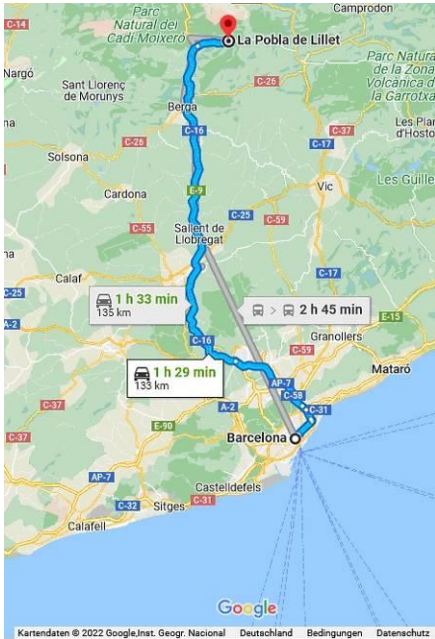 Parc
Natural del
Cadí Moixeró
Camprodon
C-14
La Pobla de Lillet
Nargó
C-26
Parc Natural
de la Zona
Volcànica d
la Garrotxa
Sant Llorenç
de Morunys
Berga
C-16
C-26
C-37
Les Plan
d'Hosto
Solsona
C-17
E-9
Vic
Les Guille
Cardona
C-25
Sallent de
Llobregat
C-55
C-59
Calaf
C-37
C-17
C-25
1 h 33 min
135 km
2 h 45 min
E-15
A-2
C-16
Granollers
C-59
Mataró
1 h 29 min
133 km
AP-7
C-58
C-37
A-2
C-31
E-90
Barcelona
AP-7
Castelldefels
C-32
Sitges
C-31
Calafell
Google
Kartendaten © 2022 Google,Inst. Geogr. Nacional Deutschland Bedingungen Datenschutz